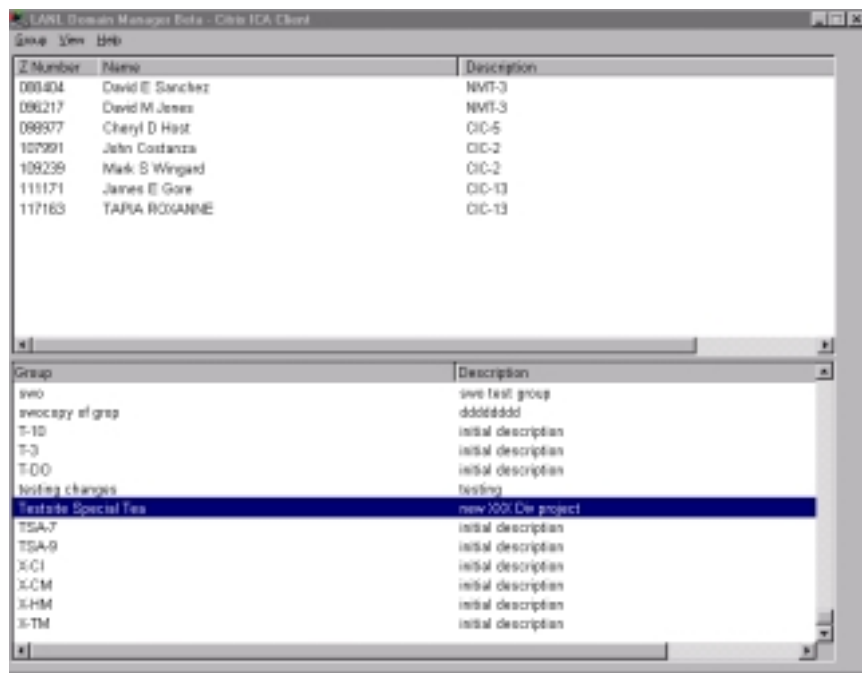 LANL Domain Manager Beta - Citrix ICA Client
Group View Help
Z Number Name Description
088404 David E Sanchez NMT-3
096217 David M Jones NMT-3
098977 Cheryl D Host CIC-5
107991 John Costanza CIC-2
109239 Mark S Wingard CIC-2
111171 James E Gore CIC-13
117163 TAPIA ROXANNE CIC-13
Group Description
swo swo test group
swocopy of grop dddddddd
T-10 initial description
T-3 initial description
T-DO initial description
testing changes testing
Testsite Special Tea new XXX Div project
TSA-7 initial description
TSA-9 initial description
X-CI initial description
X-CM initial description
X-HM initial description
X-TM initial description